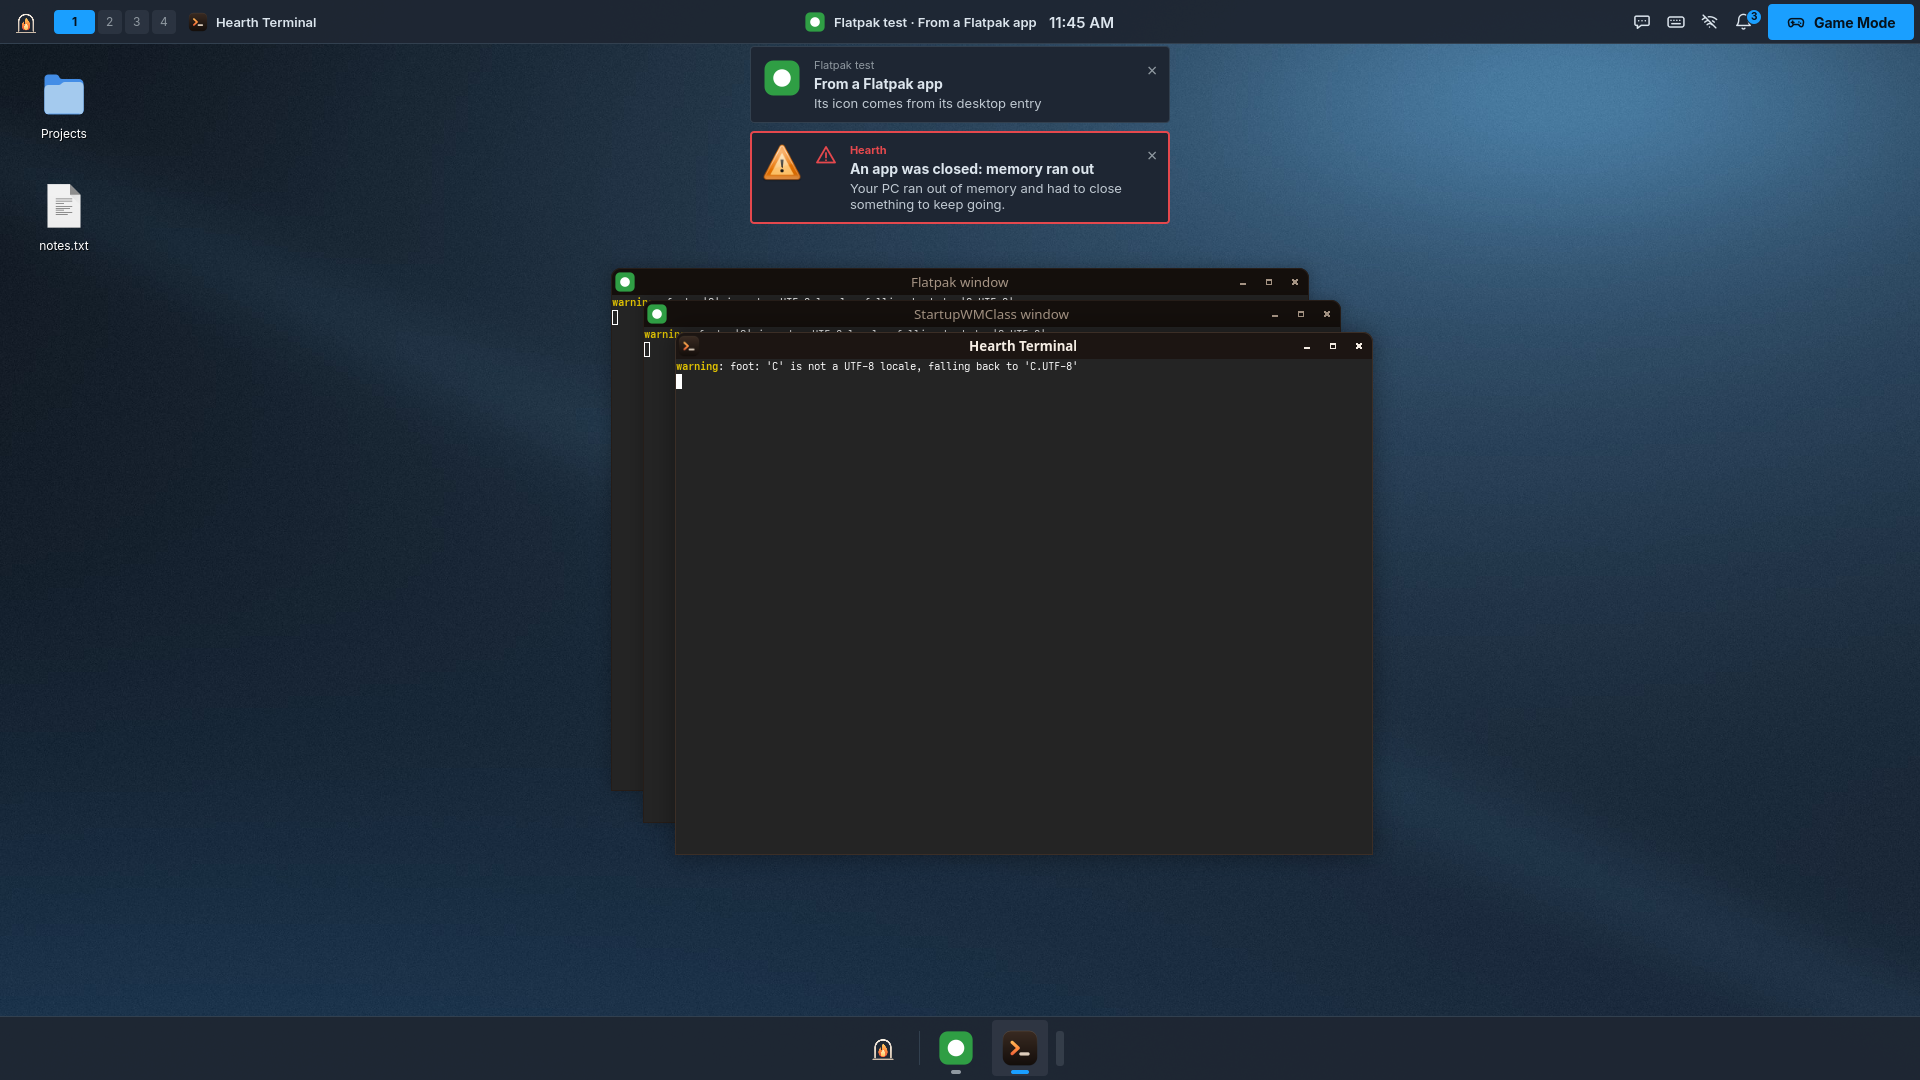 1 2 3 4 Hearth Terminal
Flatpak test · From a Flatpak app 11:45 AM
3
Game Mode
Projects
notes.txt
Flatpak test
From a Flatpak app
Its icon comes from its desktop entry
Hearth
An app was closed: memory ran out
Your PC ran out of memory and had to close
something to keep going.
Flatpak window
StartupWMClass window
Hearth Terminal
warning: foot: 'C' is not a UTF-8 locale, falling back to 'C.UTF-8'